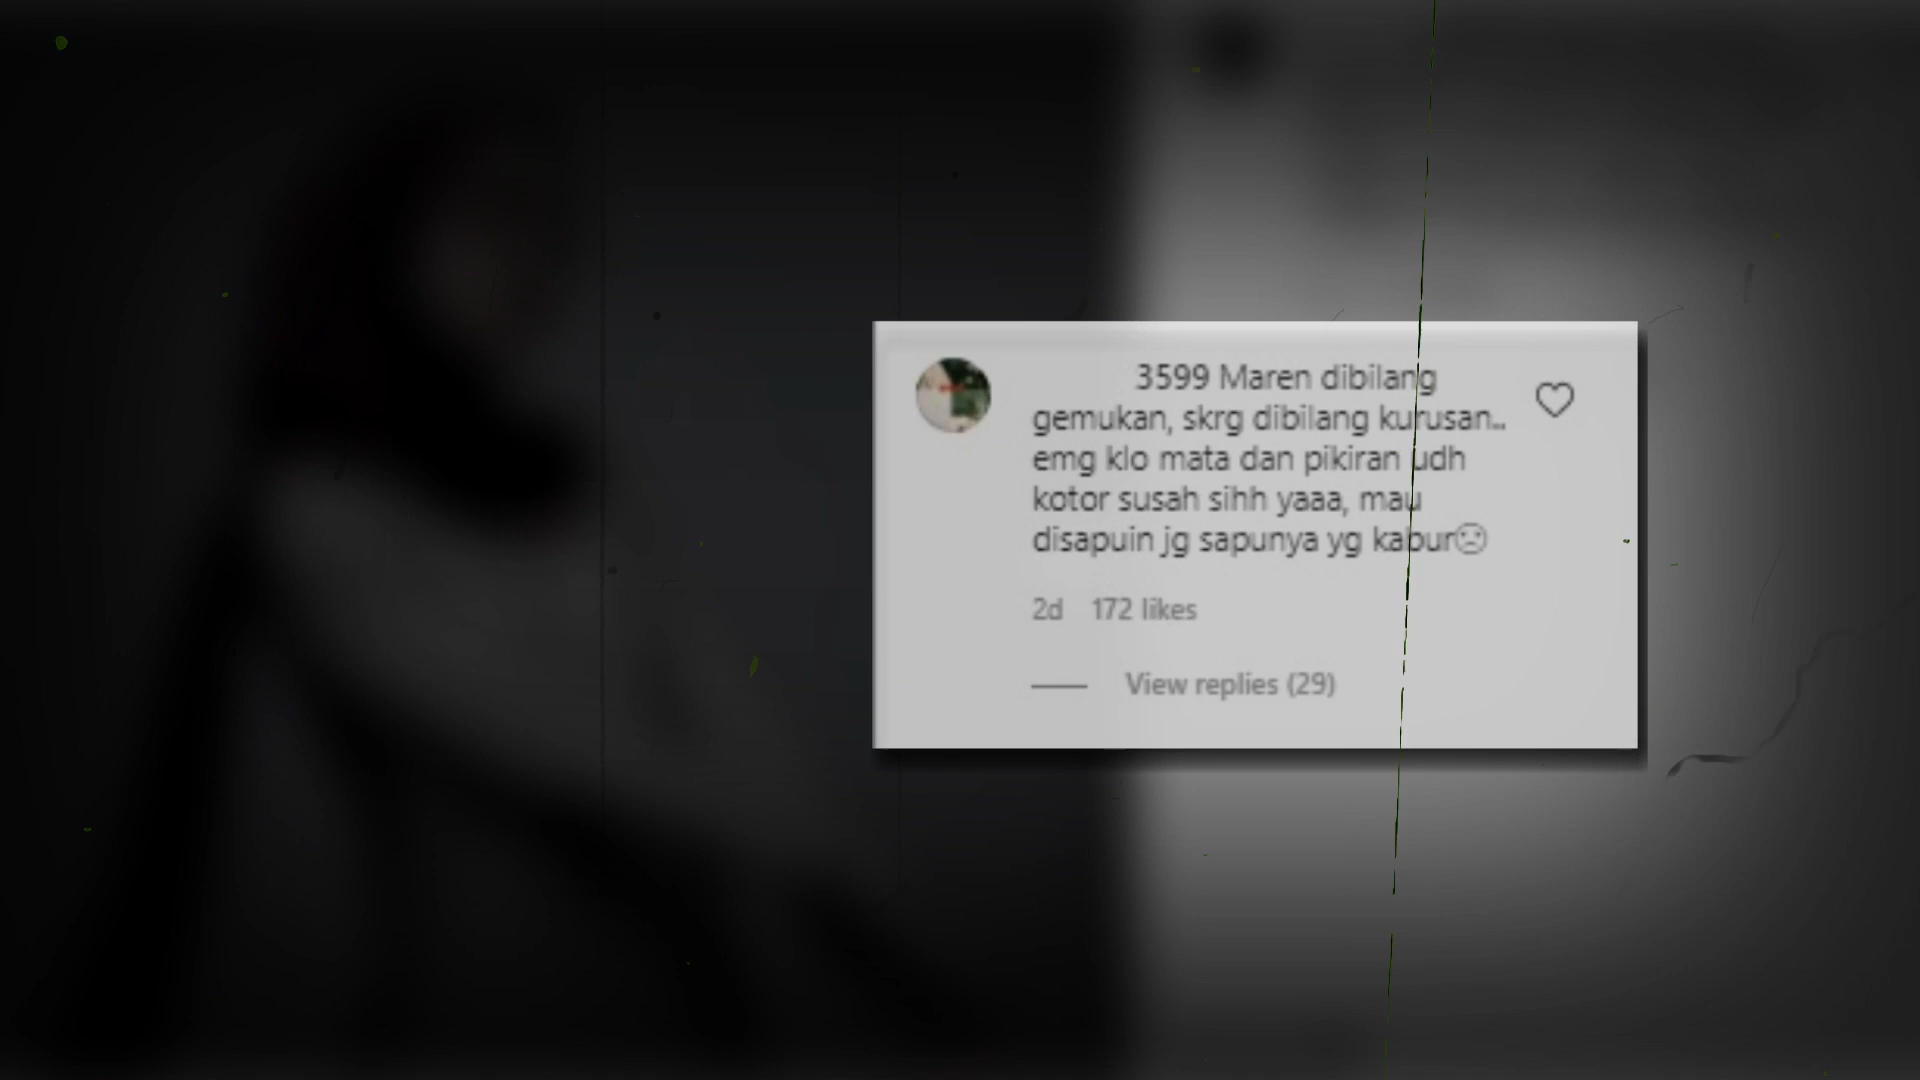 3599 Maren dibilang
gemukan, skrg dibilang kurusan..
emg klo mata dan pikiran udh
kotor susah sihh yaaa, mau
disapuin jg sapunya yg kabur☹
2d 172 likes
View replies (29)